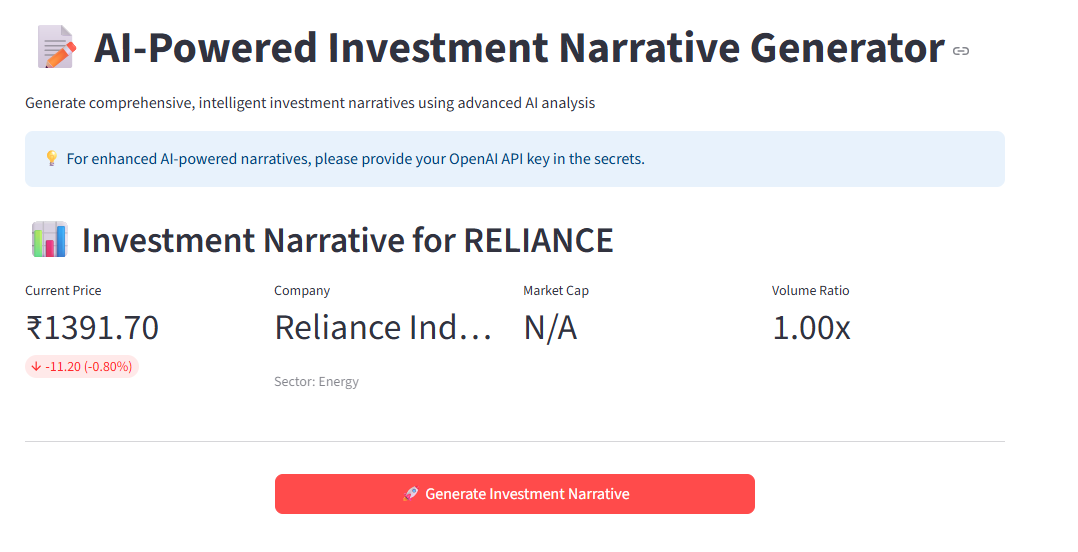 AI-Powered Investment Narrative Generator
Generate comprehensive, intelligent investment narratives using advanced AI analysis
For enhanced AI-powered narratives, please provide your OpenAI API key in the secrets.
Investment Narrative for RELIANCE
Current Price
₹1391.70
↓ -11.20 (-0.80%)
Company
Reliance Ind...
Sector: Energy
Market Cap
N/A
Volume Ratio
1.00x
Generate Investment Narrative